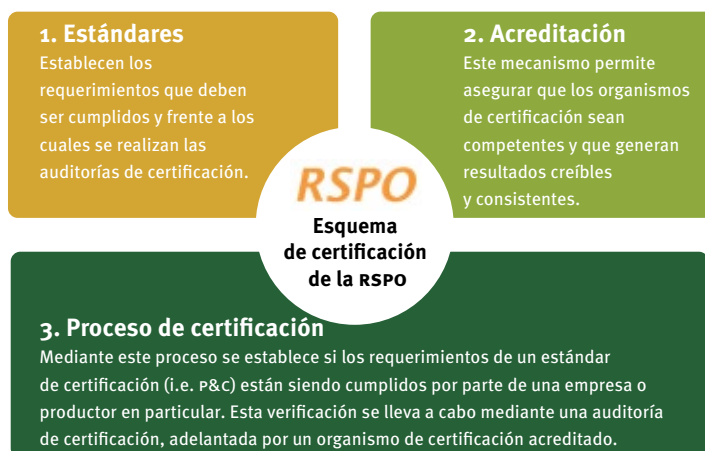 1. Estándares
Establecen los
requerimientos que deben
ser cumplidos y frente a los
cuales se realizan las
auditorías de certificación.
2. Acreditación
Este mecanismo permite
asegurar que los organismos
de certificación sean
competentes y que generan
resultados creíbles
y consistentes.
RSPO
Esquema
de certificación
de la RSPO
3. Proceso de certificación
Mediante este proceso se establece si los requerimientos de un estándar
de certificación (i.e. P&C) están siendo cumplidos por parte de una empresa o
productor en particular. Esta verificación se lleva a cabo mediante una auditoría
de certificación, adelantada por un organismo de certificación acreditado.